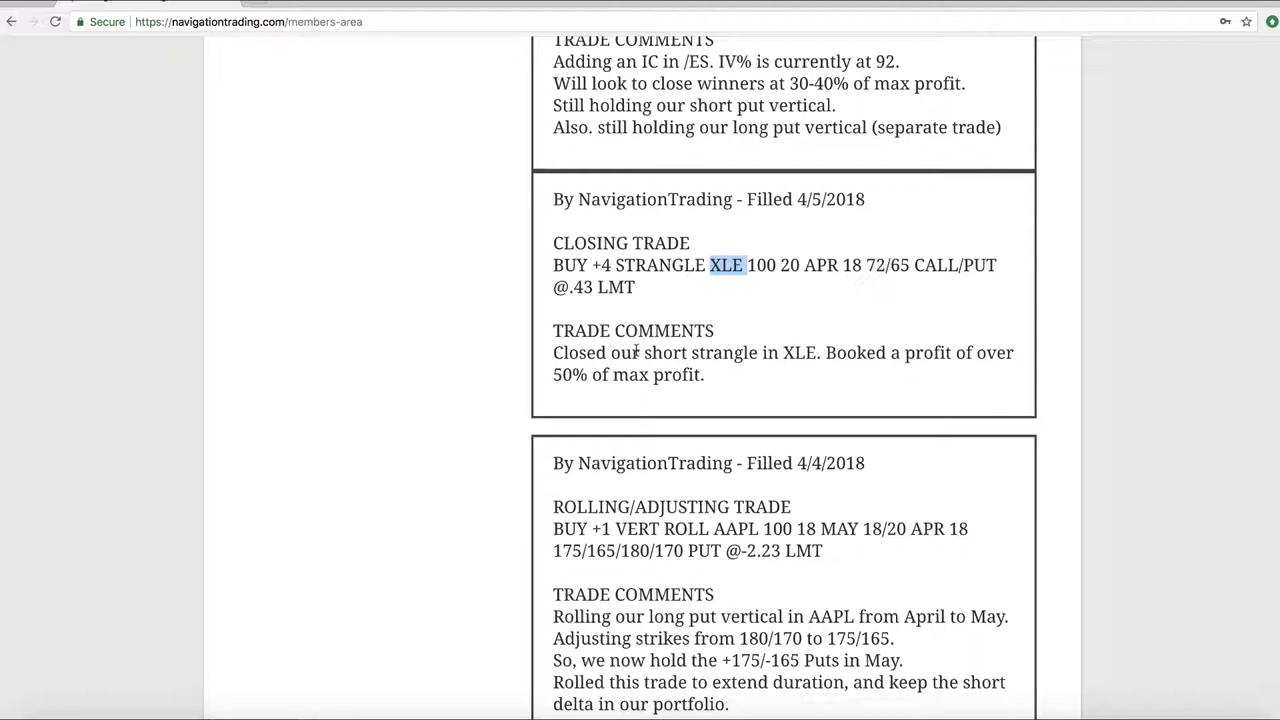 Secure
https://navigationtrading.com/members-area
TRADE COMMENTS
Adding an IC in /ES. IV% is currently at 92.
Will look to close winners at 30-40% of max profit.
Still holding our short put vertical.
Also. still holding our long put vertical (separate trade)
By NavigationTrading - Filled 4/5/2018
CLOSING TRADE
BUY +4 STRANGLE XLE 100 20 APR 18 72/65 CALL/PUT
@.43 LMT
TRADE COMMENTS
Closed our short strangle in XLE. Booked a profit of over
50% of max profit.
By NavigationTrading - Filled 4/4/2018
ROLLING/ADJUSTING TRADE
BUY +1 VERT ROLL AAPL 100 18 MAY 18/20 APR 18
175/165/180/170 PUT @-2.23 LMT
TRADE COMMENTS
Rolling our long put vertical in AAPL from April to May.
Adjusting strikes from 180/170 to 175/165.
So, we now hold the +175/-165 Puts in May.
Rolled this trade to extend duration, and keep the short
delta in our portfolio.